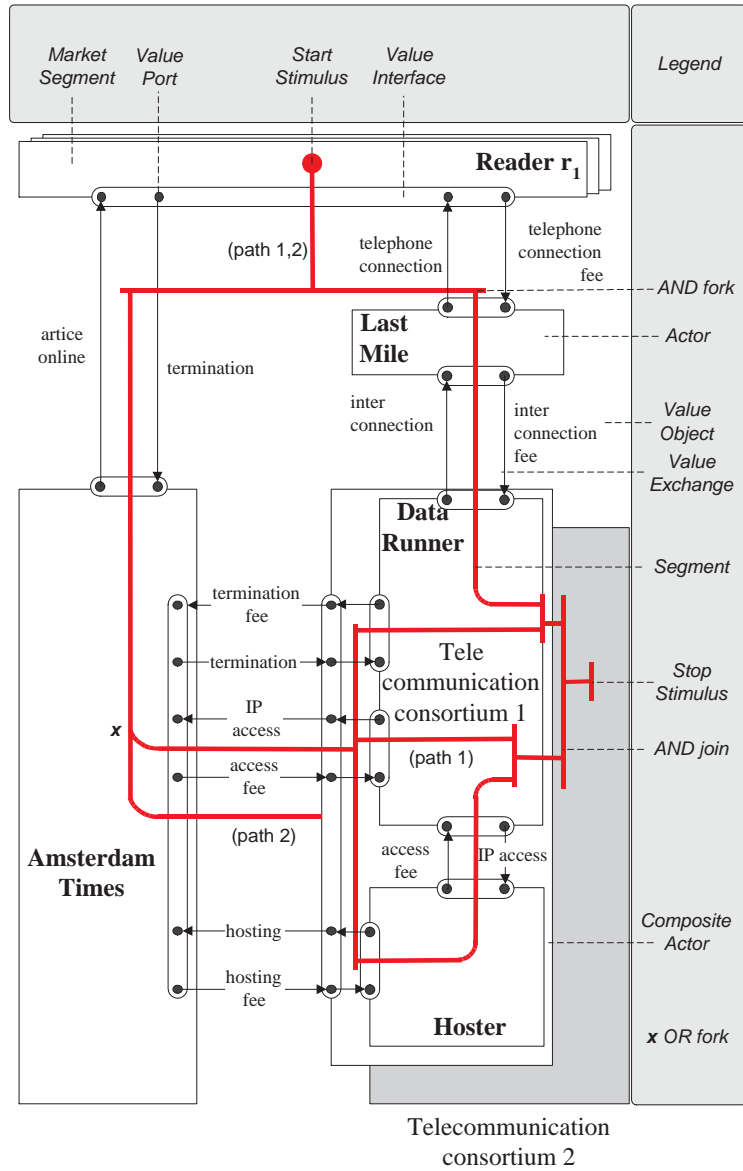 Market
Segment
Value
Port
Start
Stimulus
Value
Interface
Legend
Reader r1
(path 1,2)
telephone
connection
telephone
connection
fee
AND fork
Last
Mile
Actor
artice
online
termination
inter
connection
inter
connection
fee
Value
Object
Value
Exchange
Data
Runner
Segment
termination
fee
termination
Tele
communication
consortium 1
Stop
Stimulus
x
IP
access
(path 1)
AND join
access
fee
(path 2)
Amsterdam
Times
access
fee
IP access
hosting
Composite
Actor
hosting
fee
Hoster
x OR fork
Telecommunication
consortium 2